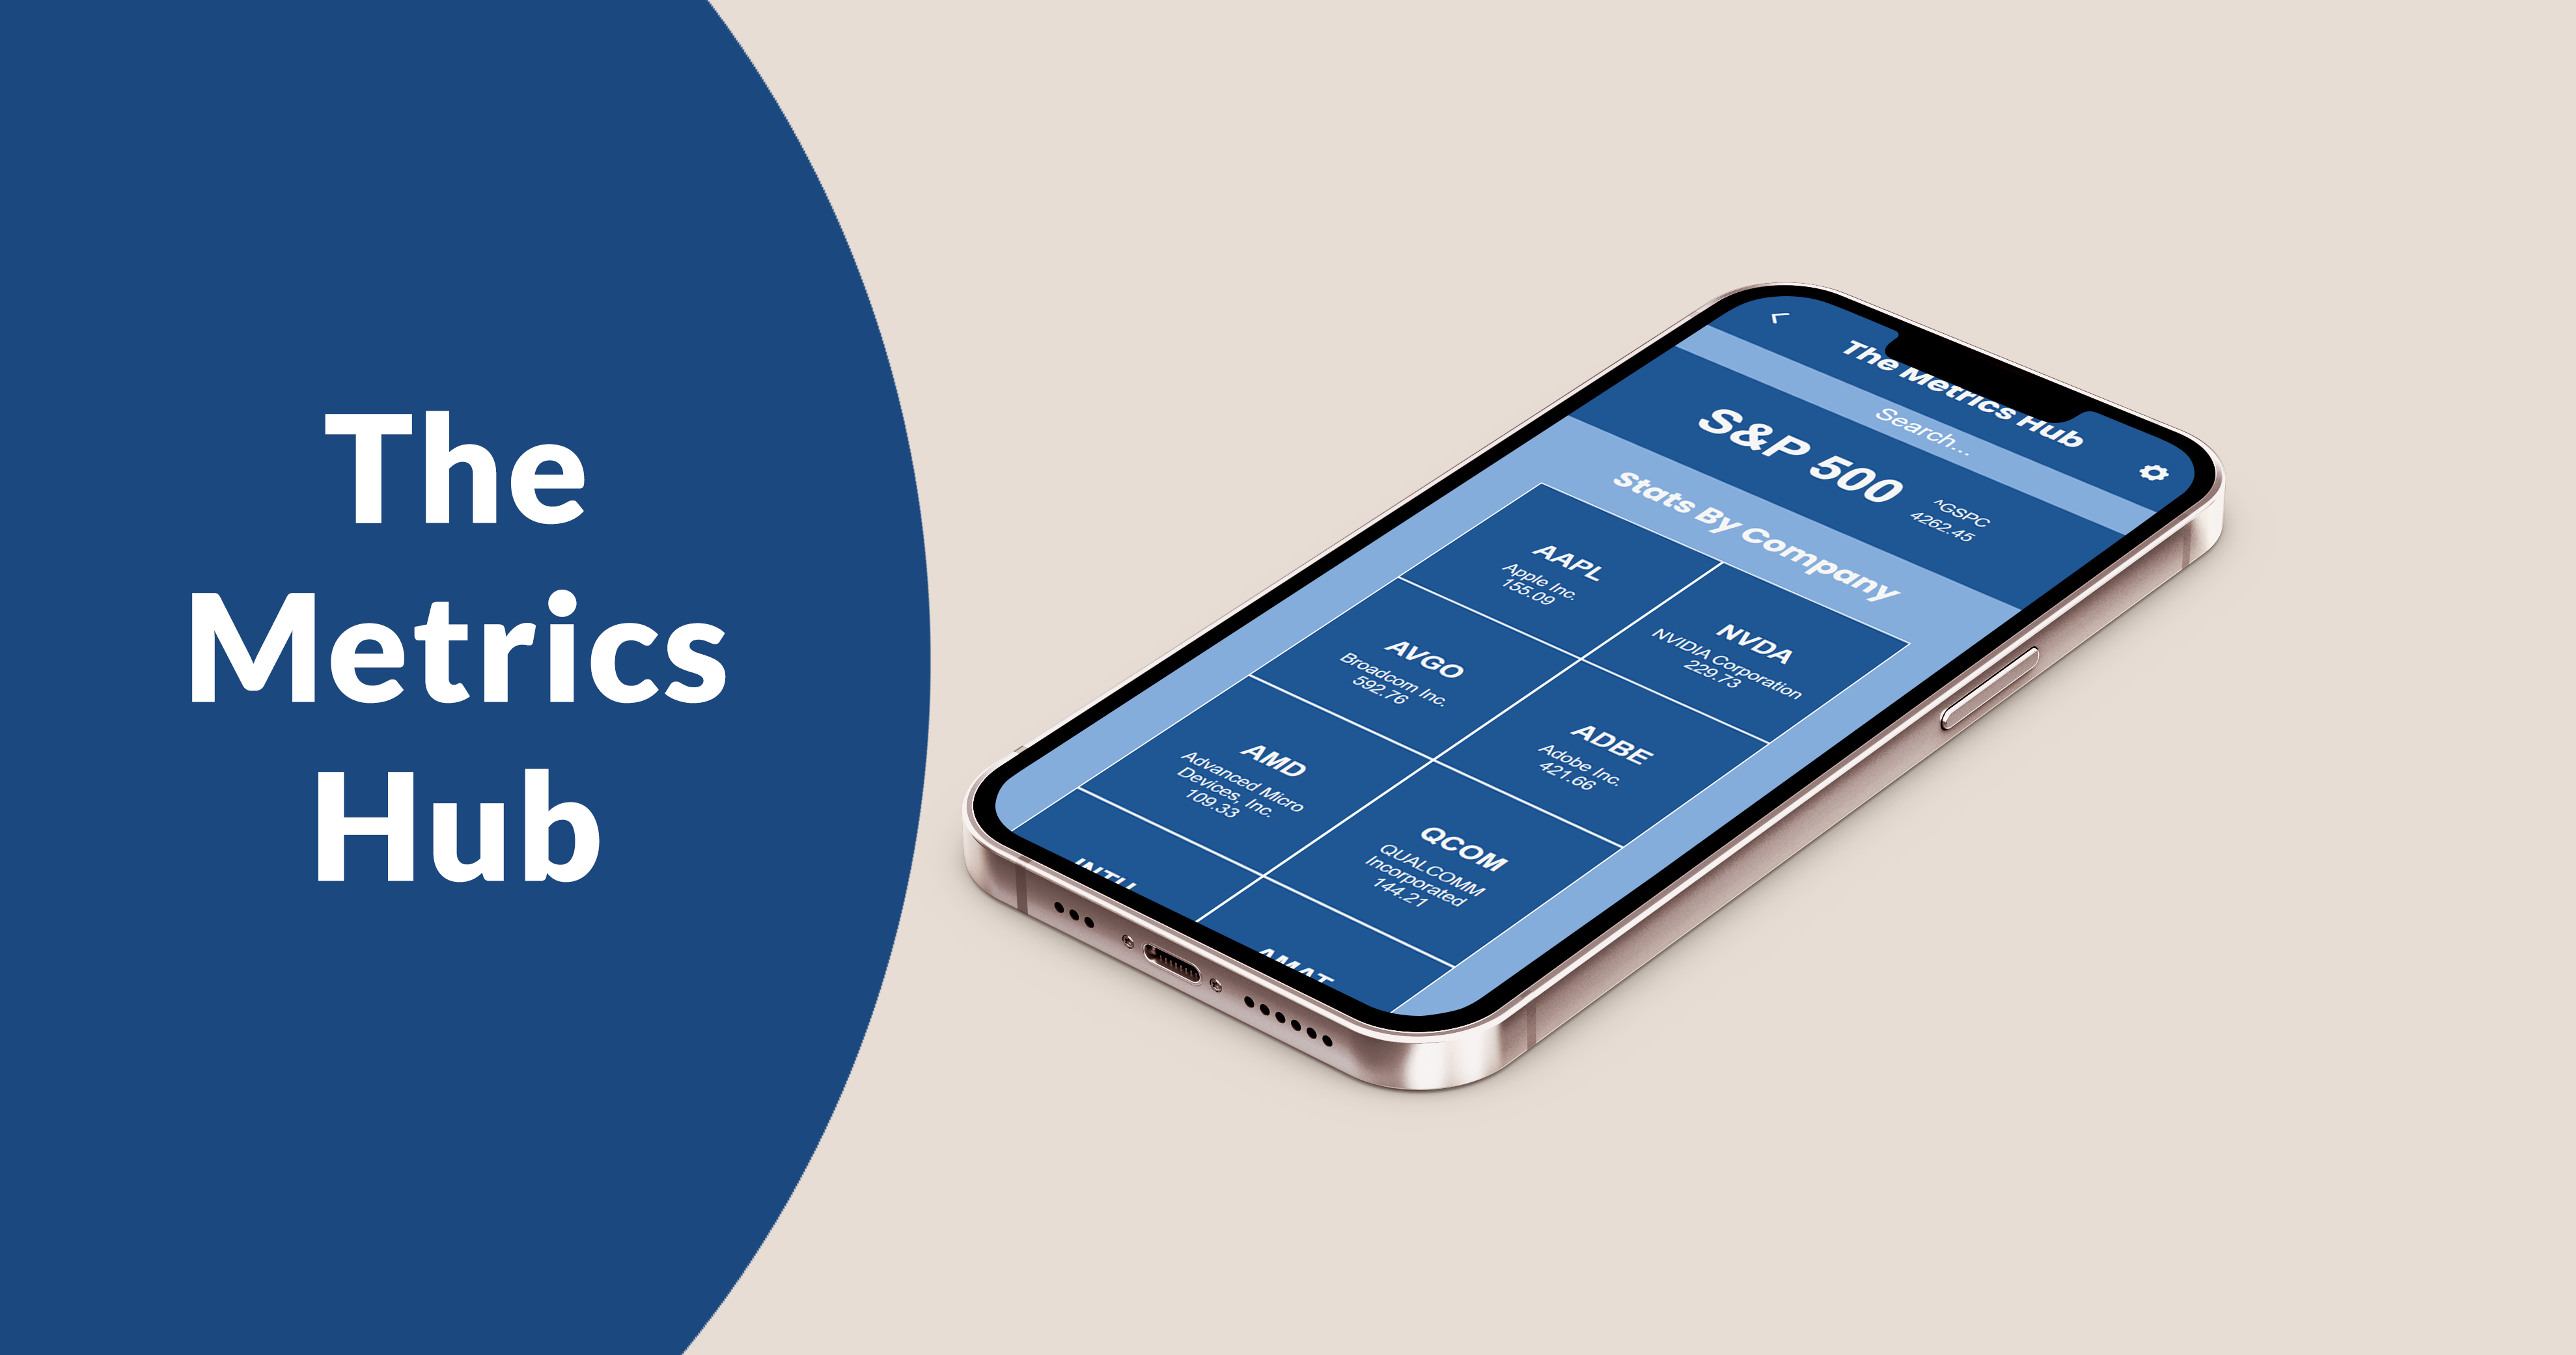 The
Metrics
Hub
The Metrics Hub
Search...
S&P 500
^GSPC
4262.45
Stats By Company
AAPL
Apple Inc.
155.09
NVDA
NVIDIA Corporation
229.73
AVGO
Broadcom Inc.
592.76
ADBE
Adobe Inc.
421.66
AMD
Advanced Micro
Devices, Inc.
109.33
QCOM
QUALCOMM
Incorporated
144.21
INTU
AMAT